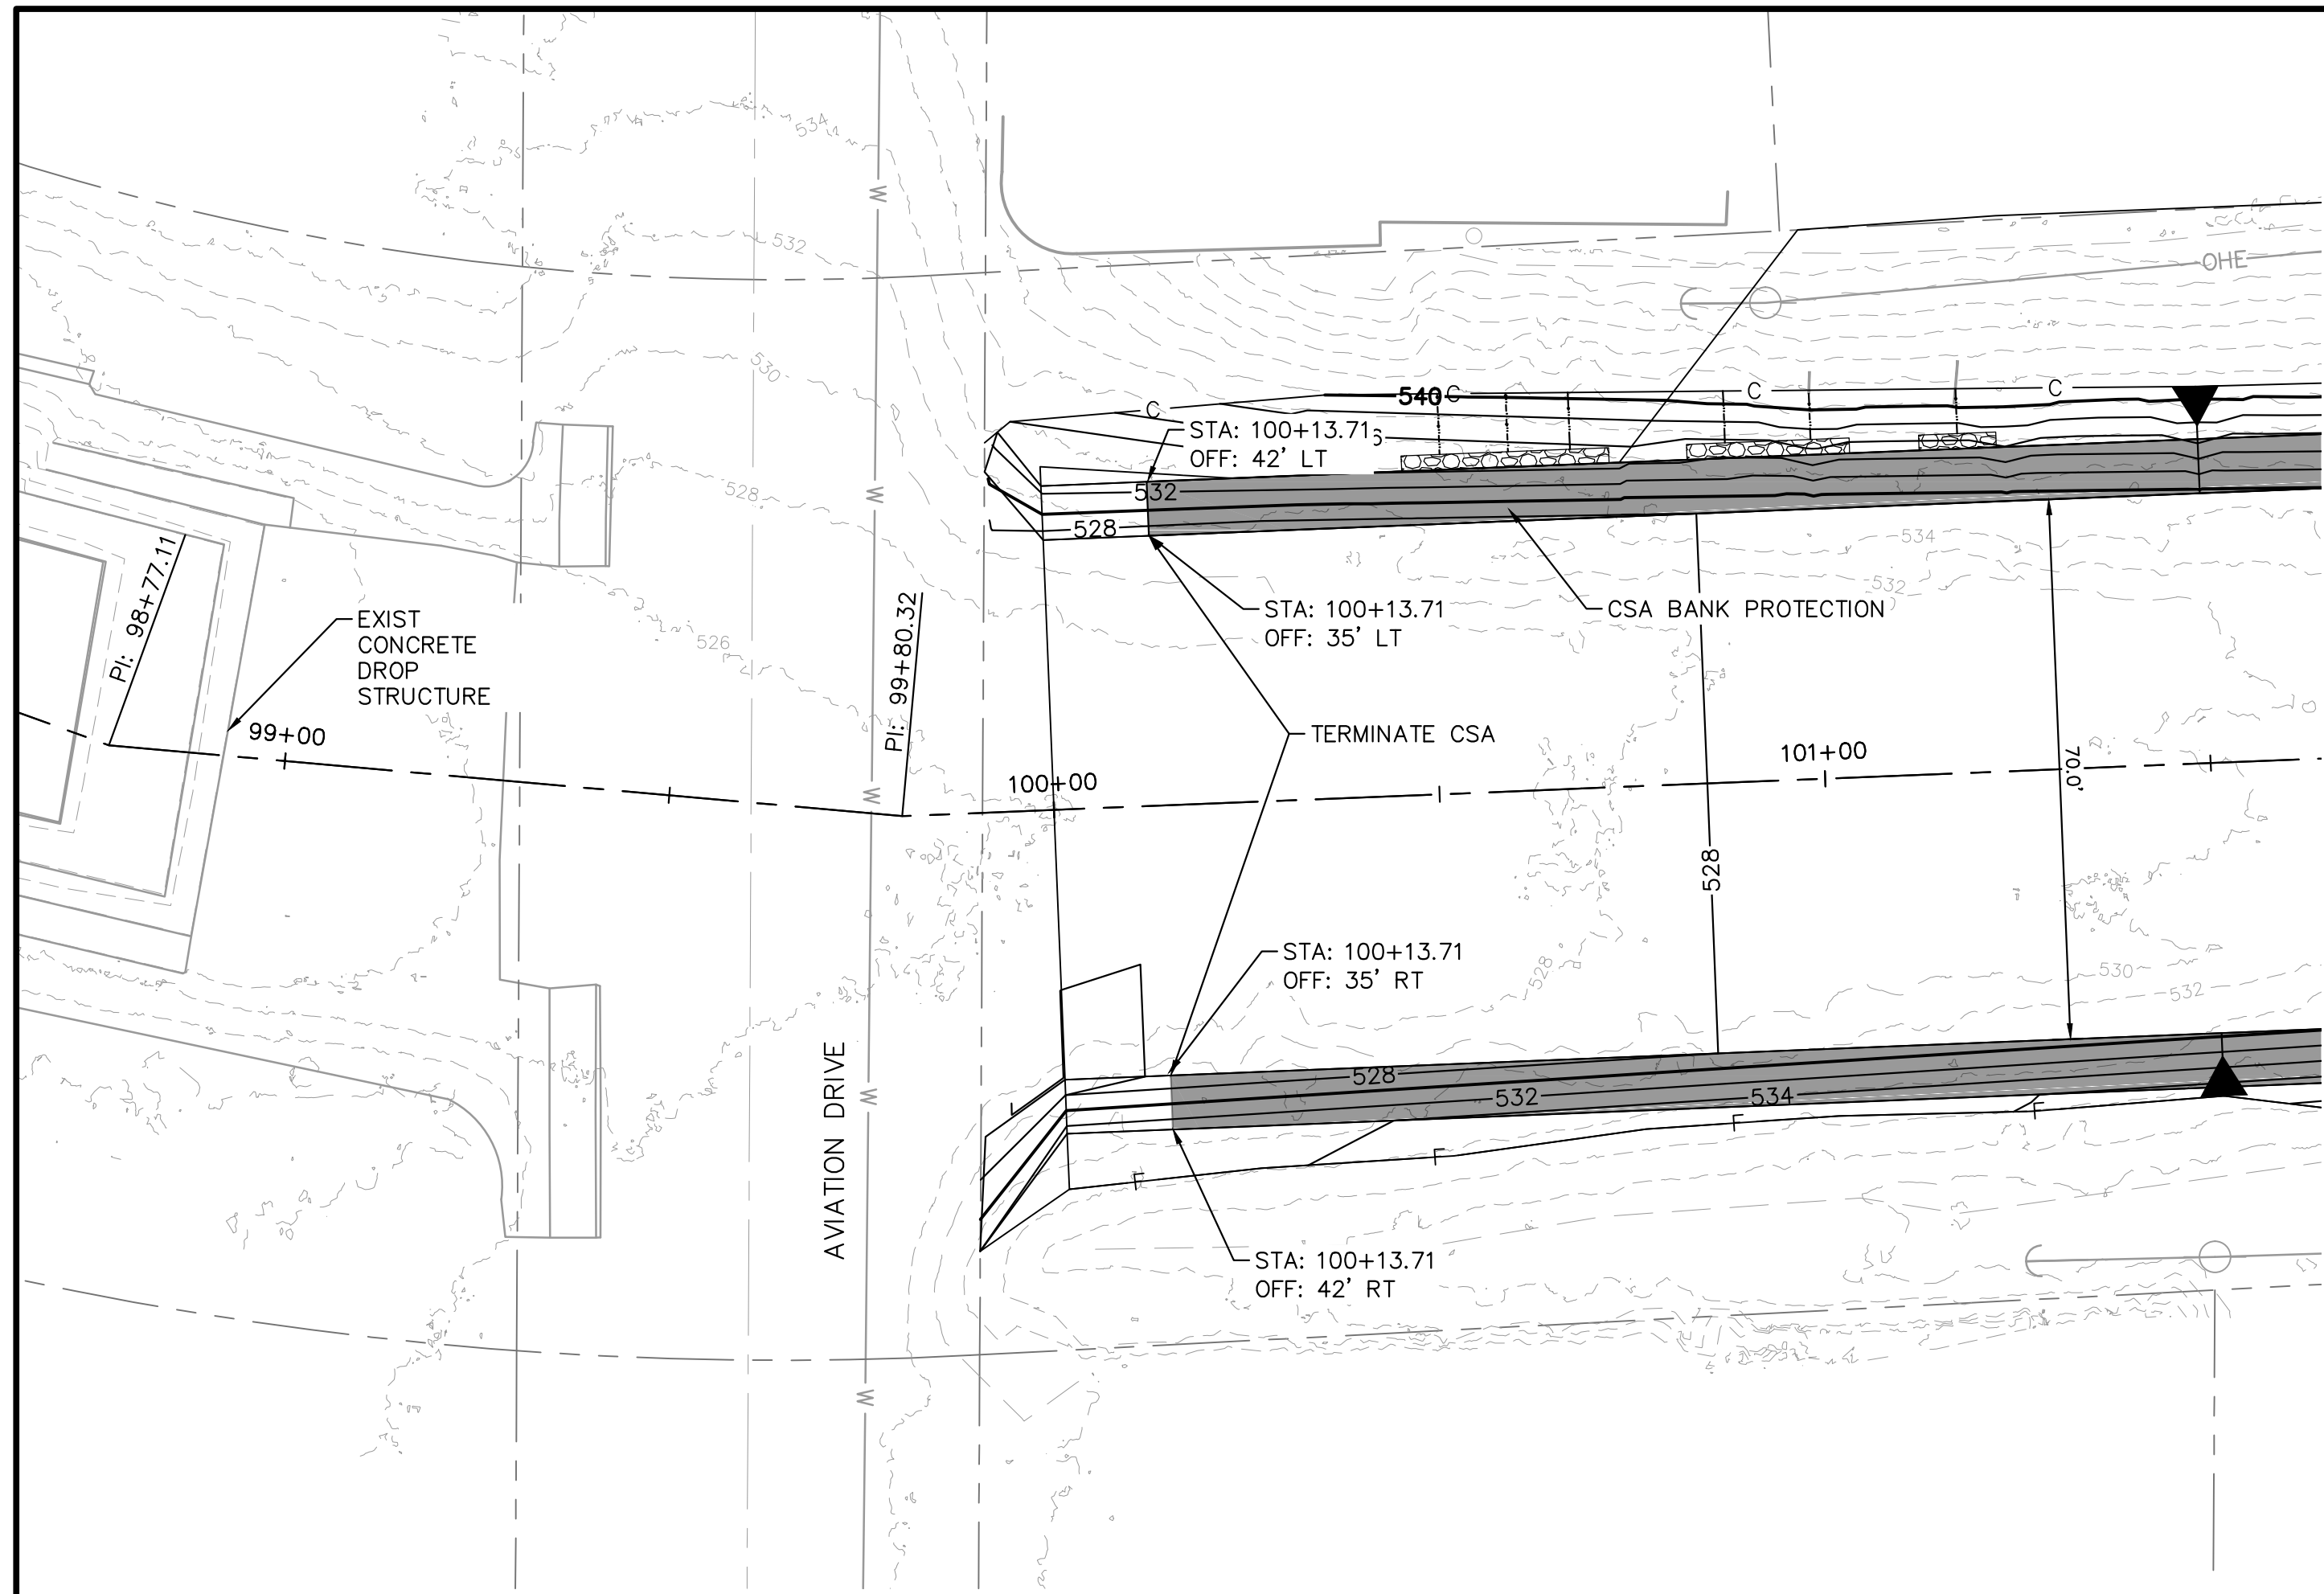 534
532
OHE
530
C
540
C
C
C
STA: 100+13.71
OFF: 42' LT
528
532
528
534
532
STA: 100+13.71
OFF: 35' LT
CSA BANK PROTECTION
PI: 98+77.11
EXIST
CONCRETE
DROP
STRUCTURE
526
PI: 99+80.32
99+00
TERMINATE CSA
100+00
101+00
70.0'
528
W
W
W
W
W
STA: 100+13.71
OFF: 35' RT
528
530
532
528
532
534
F
F
F
F
AVIATION DRIVE
STA: 100+13.71
OFF: 42' RT